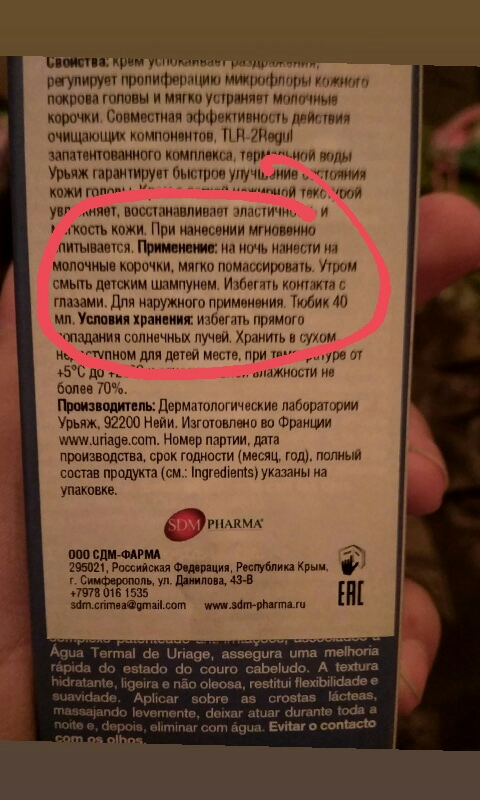 Свойства: крем успокаивает раздражения,
регулирует пролиферацию микрофлоры кожного
покрова головы и мягко устраняет молочные
корочки. Совместная эффективность действия
очищающих компонентов, TLR-2Regul
запатентованного комплекса, термальной воды
Урьяж гарантирует быстрое улучшение состояния
кожи головы. Крем с легкой нежирной текстурой
увлажняет, восстанавливает эластичность и
мягкость кожи. При нанесении мгновенно
впитывается. Применение: на ночь нанести на
молочные корочки, мягко помассировать. Утром
смыть детским шампунем. Избегать контакта с
глазами. Для наружного применения. Тюбик 40
мл. Условия хранения: избегать прямого
попадания солнечных лучей. Хранить в сухом
недоступном для детей месте, при температуре от
+5°C до влажности не
более 70%.
Производитель: Дерматологические лаборатории
Урьяж, 92200 Нейи. Изготовлено во Франции
www.uriage.com. Номер партии, дата
производства, срок годности (месяц, год), полный
состав продукта (см.: Ingredients) указаны на
упаковке.
SDM PHARMA
ООО СДМ-ФАРМА
295021, Российская Федерация, Республика Крым,
г. Симферополь, ул. Данилова, 43-В
+7978 016 1535
sdm.crimea@gmail.com www.sdm-pharma.ru
EAC
Água Termal de Uriage, assegura uma melhoria
rápida do estado do couro cabeludo. A textura
hidratante, ligeira e não oleosa, restitui flexibilidade e
suavidade. Aplicar sobre as crostas lácteas,
massajando levemente, deixar atuar durante toda a
noite e, depois, eliminar com água. Evitar o contacto
com os olhos.